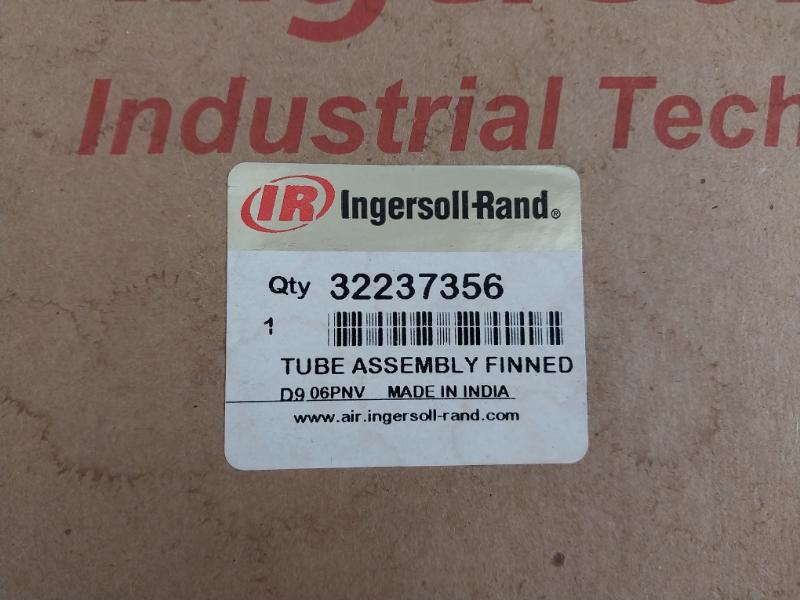 Industrial Tech
IR Ingersoll-Rand®
Qty 32237356
1
TUBE ASSEMBLY FINNED
D9 06PNV MADE IN INDIA
www.air.ingersoll-rand.com